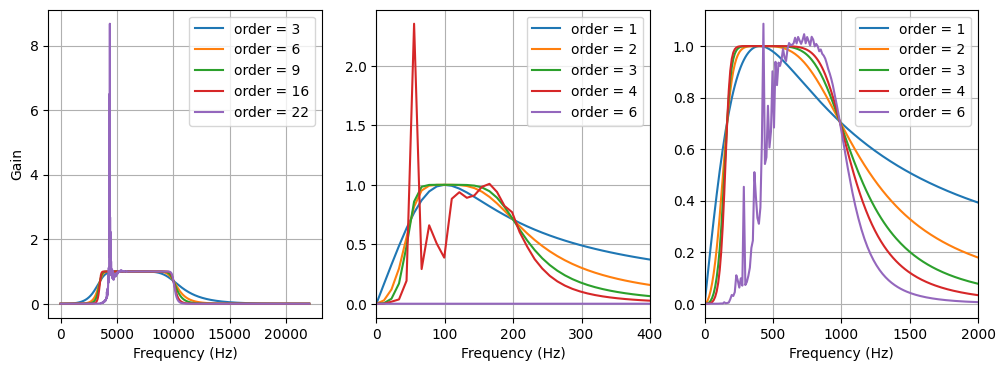 Gain
8
6
4
2
0
0 5000 10000 15000 20000
Frequency (Hz)
order = 3
order = 6
order = 9
order = 16
order = 22
2.0
1.5
1.0
0.5
0.0
0 100 200 300 400
Frequency (Hz)
order = 1
order = 2
order = 3
order = 4
order = 6
1.0
0.8
0.6
0.4
0.2
0.0
0 500 1000 1500 2000
Frequency (Hz)
order = 1
order = 2
order = 3
order = 4
order = 6